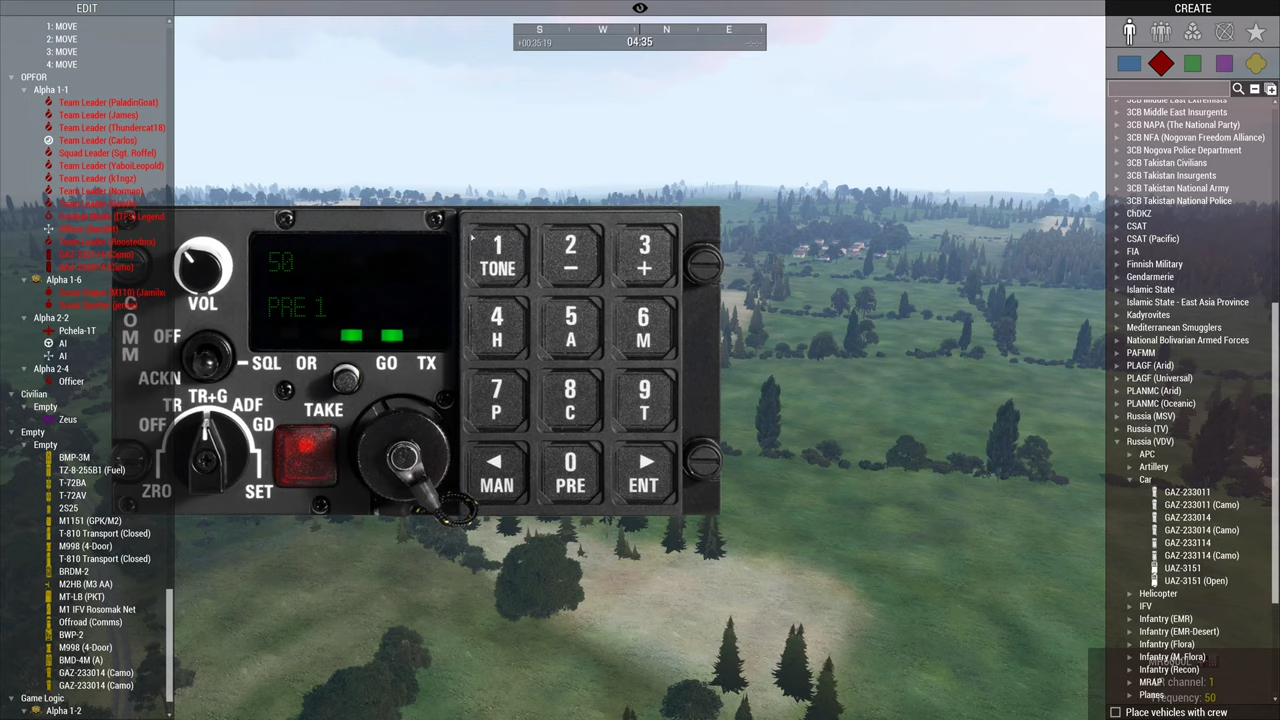 EDIT
1: MOVE
2: MOVE
3: MOVE
4: MOVE
OPFOR
Alpha 1-1
Team Leader (PaladinGoat)
Team Leader (James)
Team Leader (Thundercat18)
Team Leader (Carlos)
Squad Leader (Sgt. Roffel)
Team Leader (YaboiLeopold)
Team Leader (k1ngz)
Team Leader (Norman)
Alpha 1-6
Alpha 2-2
Pchela-1T
AI
AI
Alpha 2-4
Officer
Civilian
Empty
Zeus
Empty
Empty
BMP-3M
TZ-8-255B1 (Fuel)
T-72BA
T-72AV
2S25
M1151 (GPK/M2)
T-810 Transport (Closed)
M998 (4-Door)
T-810 Transport (Closed)
BRDM-2
M2HB (M3 AA)
MT-LB (PKT)
M1 IFV Rosomak Net
Offroad (Comms)
BWP-2
M998 (4-Door)
BMD-4M (A)
GAZ-233014 (Camo)
GAZ-233014 (Camo)
Game Logic
Alpha 1-2
S W N E
+00:35:19 04:35
50
PRE 1
VOL
COMM
OFF
ACKN
SQL OR GO TX
TAKE
TR TR+G ADF
OFF GD
ZRO SET
1 TONE
2 −
3 +
4 H
5 A
6 M
7 P
8 C
9 T
◄ MAN
0 PRE
► ENT
CREATE
3CB Middle East Extremists
3CB Middle East Insurgents
3CB NAPA (The National Party)
3CB NFA (Nogovan Freedom Alliance)
3CB Nogova Police Department
3CB Takistan Civilians
3CB Takistan Insurgents
3CB Takistan National Army
3CB Takistan National Police
ChDKZ
CSAT
CSAT (Pacific)
FIA
Finnish Military
Gendarmerie
Islamic State
Islamic State - East Asia Province
Kadyrovites
Mediterranean Smugglers
National Bolivarian Armed Forces
PAFMM
PLAGF (Arid)
PLAGF (Universal)
PLANMC (Arid)
PLANMC (Oceanic)
Russia (MSV)
Russia (TV)
Russia (VDV)
APC
Artillery
Car
GAZ-233011
GAZ-233011 (Camo)
GAZ-233014
GAZ-233014 (Camo)
GAZ-233114
GAZ-233114 (Camo)
UAZ-3151
UAZ-3151 (Open)
Helicopter
IFV
Infantry (EMR)
Infantry (EMR-Desert)
Infantry (Flora)
Infantry (M. Flora)
Infantry (Recon)
MRAP
channel: 1
Planes
Frequency: 50
Place vehicles with crew